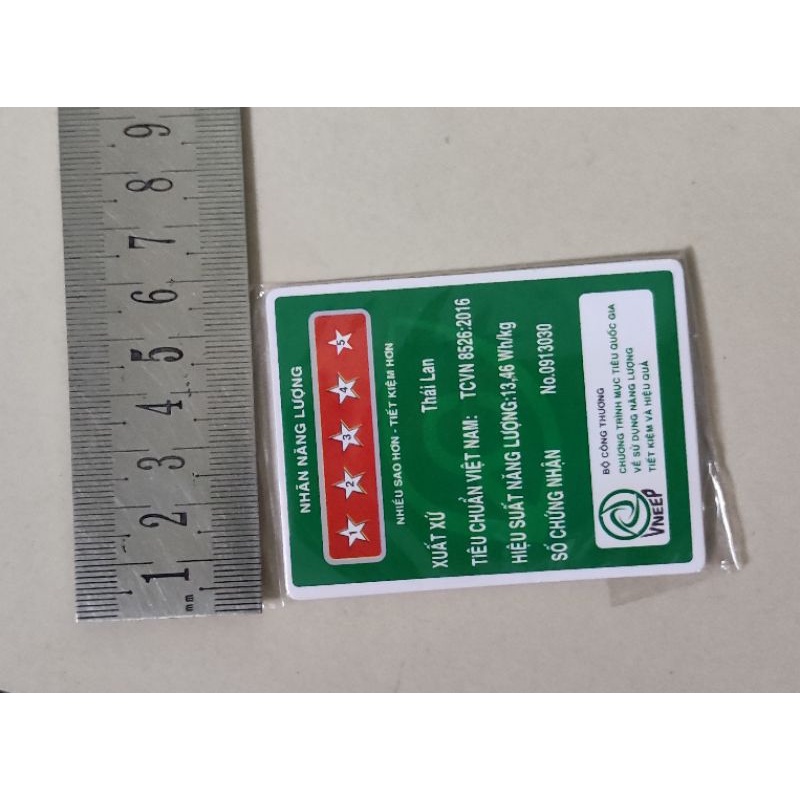 NHÃN NĂNG LƯỢNG
1 2 3 4 5
NHIỀU SAO HƠN - TIẾT KIỆM HƠN
XUẤT XỨ Thái Lan
TIÊU CHUẨN VIỆT NAM: TCVN 8526:2016
HIỆU SUẤT NĂNG LƯỢNG:13,46 Wh/kg
SỐ CHỨNG NHẬN No.0913030
VNEEP
BỘ CÔNG THƯƠNG
CHƯƠNG TRÌNH MỤC TIÊU QUỐC GIA
VỀ SỬ DỤNG NĂNG LƯỢNG
TIẾT KIỆM VÀ HIỆU QUẢ
mm 1 2 3 4 5 6 7 8 9